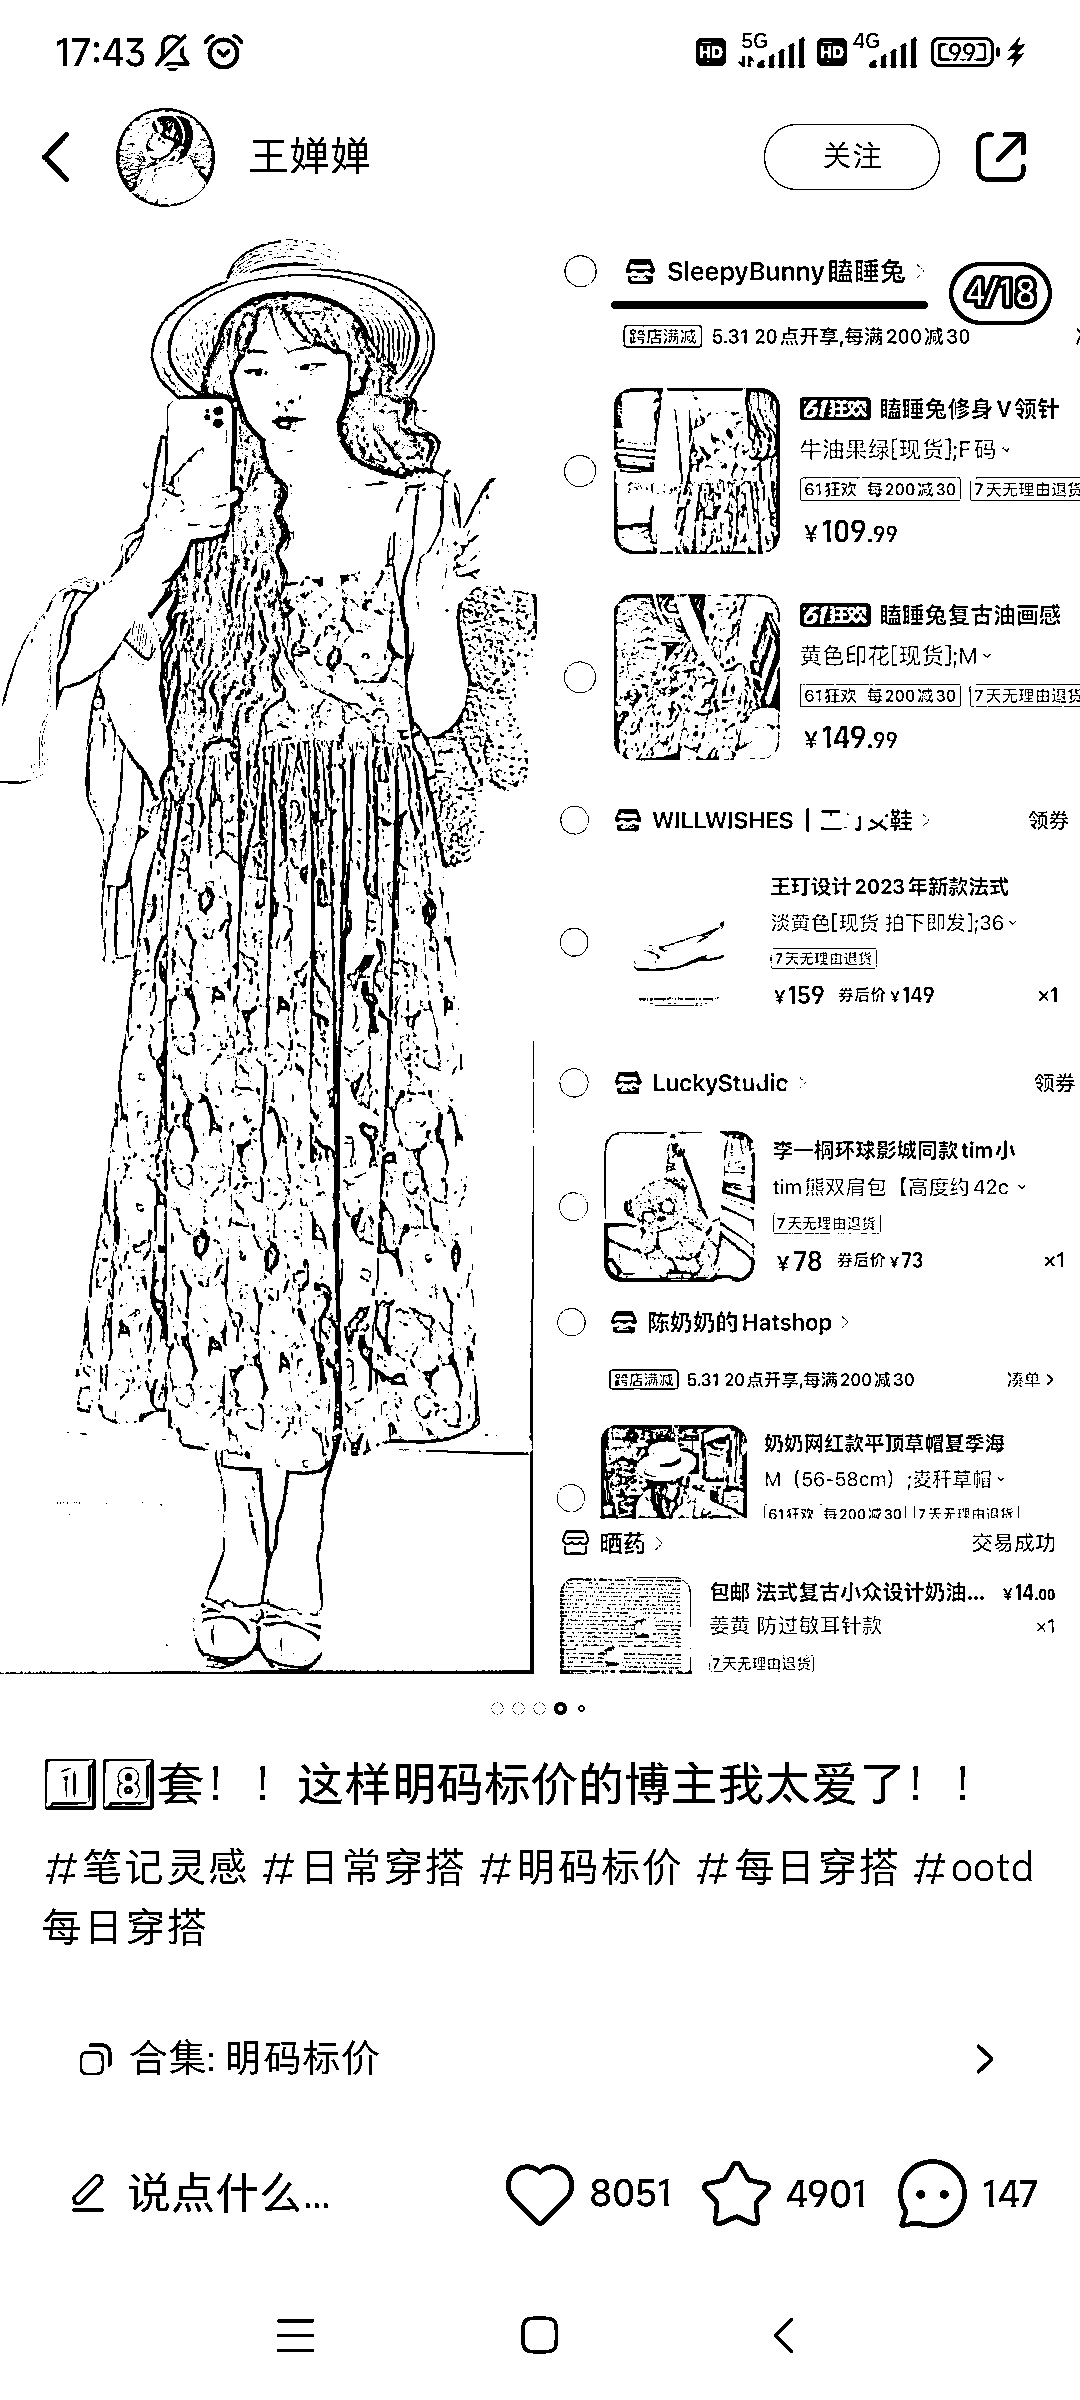 17:43 HD 5G HD 4G 99
王婵婵
关注
SleepyBunny瞌睡兔
4/18
跨店满减 5.31 20点开享,每满200减30
61狂欢 瞌睡兔修身V领针
牛油果绿[现货];F码
61狂欢 每200减30 7天无理由退货
¥109.99
61狂欢 瞌睡兔复古油画感
黄色印花[现货];M
61狂欢 每200减30 7天无理由退货
¥149.99
WILLWISHES | 鞋
领券
王玎设计2023年新款法式
淡黄色[现货 拍下即发];36
7天无理由退货
¥159 券后价¥149 ×1
LuckyStudio
领券
李一桐环球影城同款tim小
tim熊双肩包【高度约42c
7天无理由退货
¥78 券后价¥73 ×1
陈奶奶的Hatshop
跨店满减 5.31 20点开享,每满200减30 凑单
奶奶网红款平顶草帽夏季海
M（56-58cm）;麦秆草帽
61狂欢 每200减30 7天无理由退货
晒药 交易成功
包邮 法式复古小众设计奶油... ¥14.00
姜黄 防过敏耳针款 ×1
7天无理由退货
18套！！这样明码标价的博主我太爱了！！
#笔记灵感 #日常穿搭 #明码标价 #每日穿搭 #ootd
每日穿搭
合集: 明码标价
说点什么... 8051 4901 147